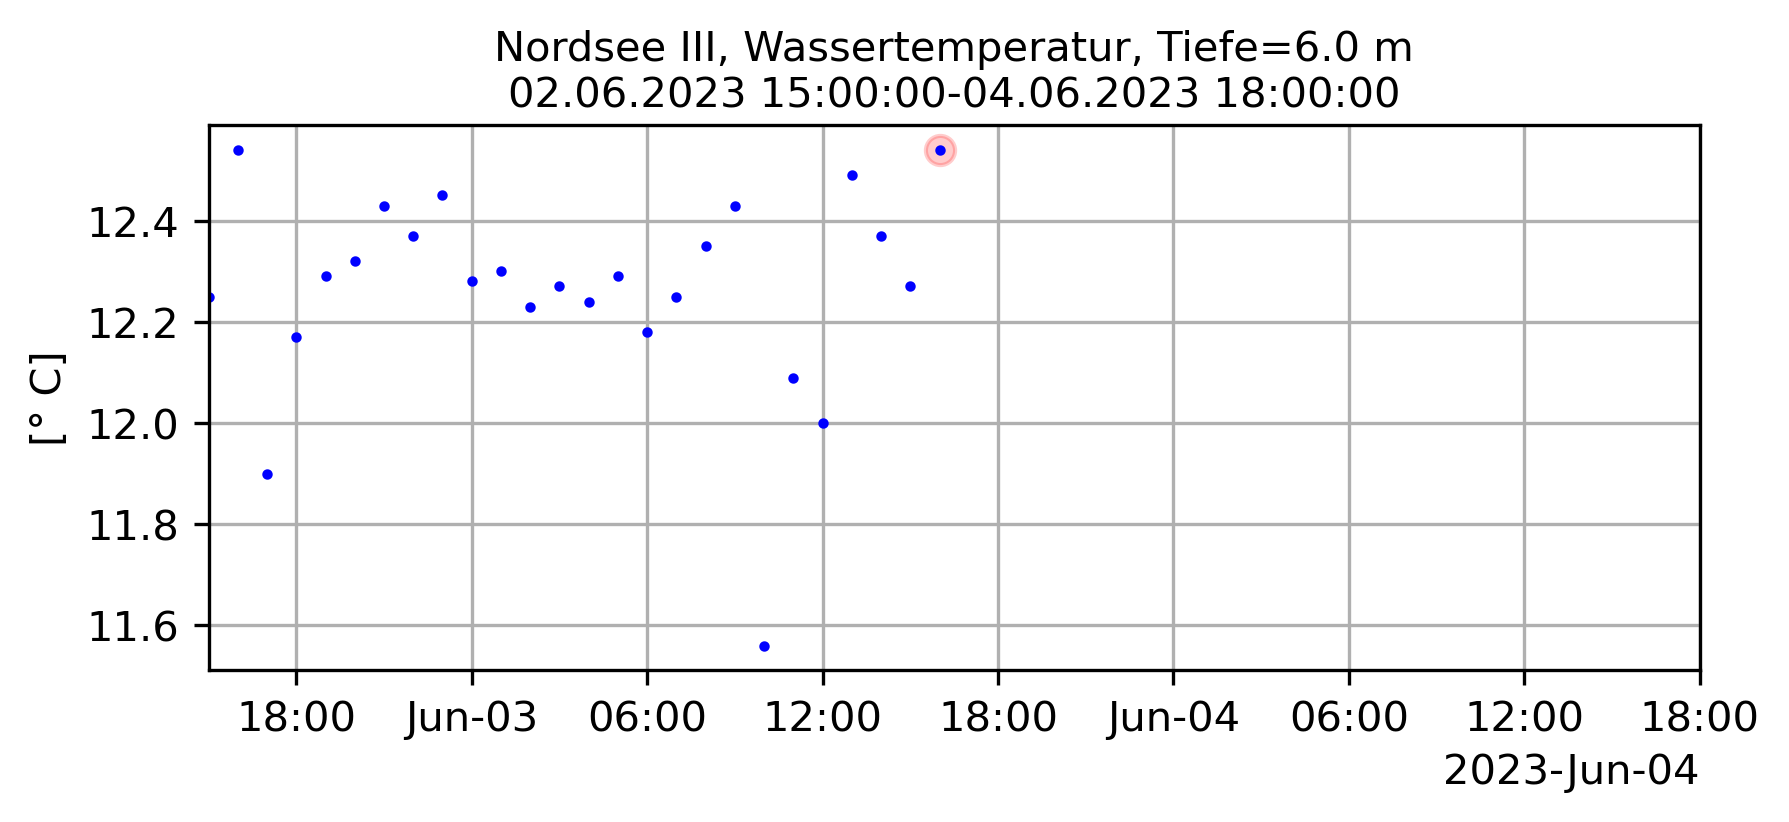 Nordsee III, Wassertemperatur, Tiefe=6.0 m
02.06.2023 15:00:00-04.06.2023 18:00:00
[° C]
12.4
12.2
12.0
11.8
11.6
18:00 Jun-03 06:00 12:00 18:00 Jun-04 06:00 12:00 18:00
2023-Jun-04